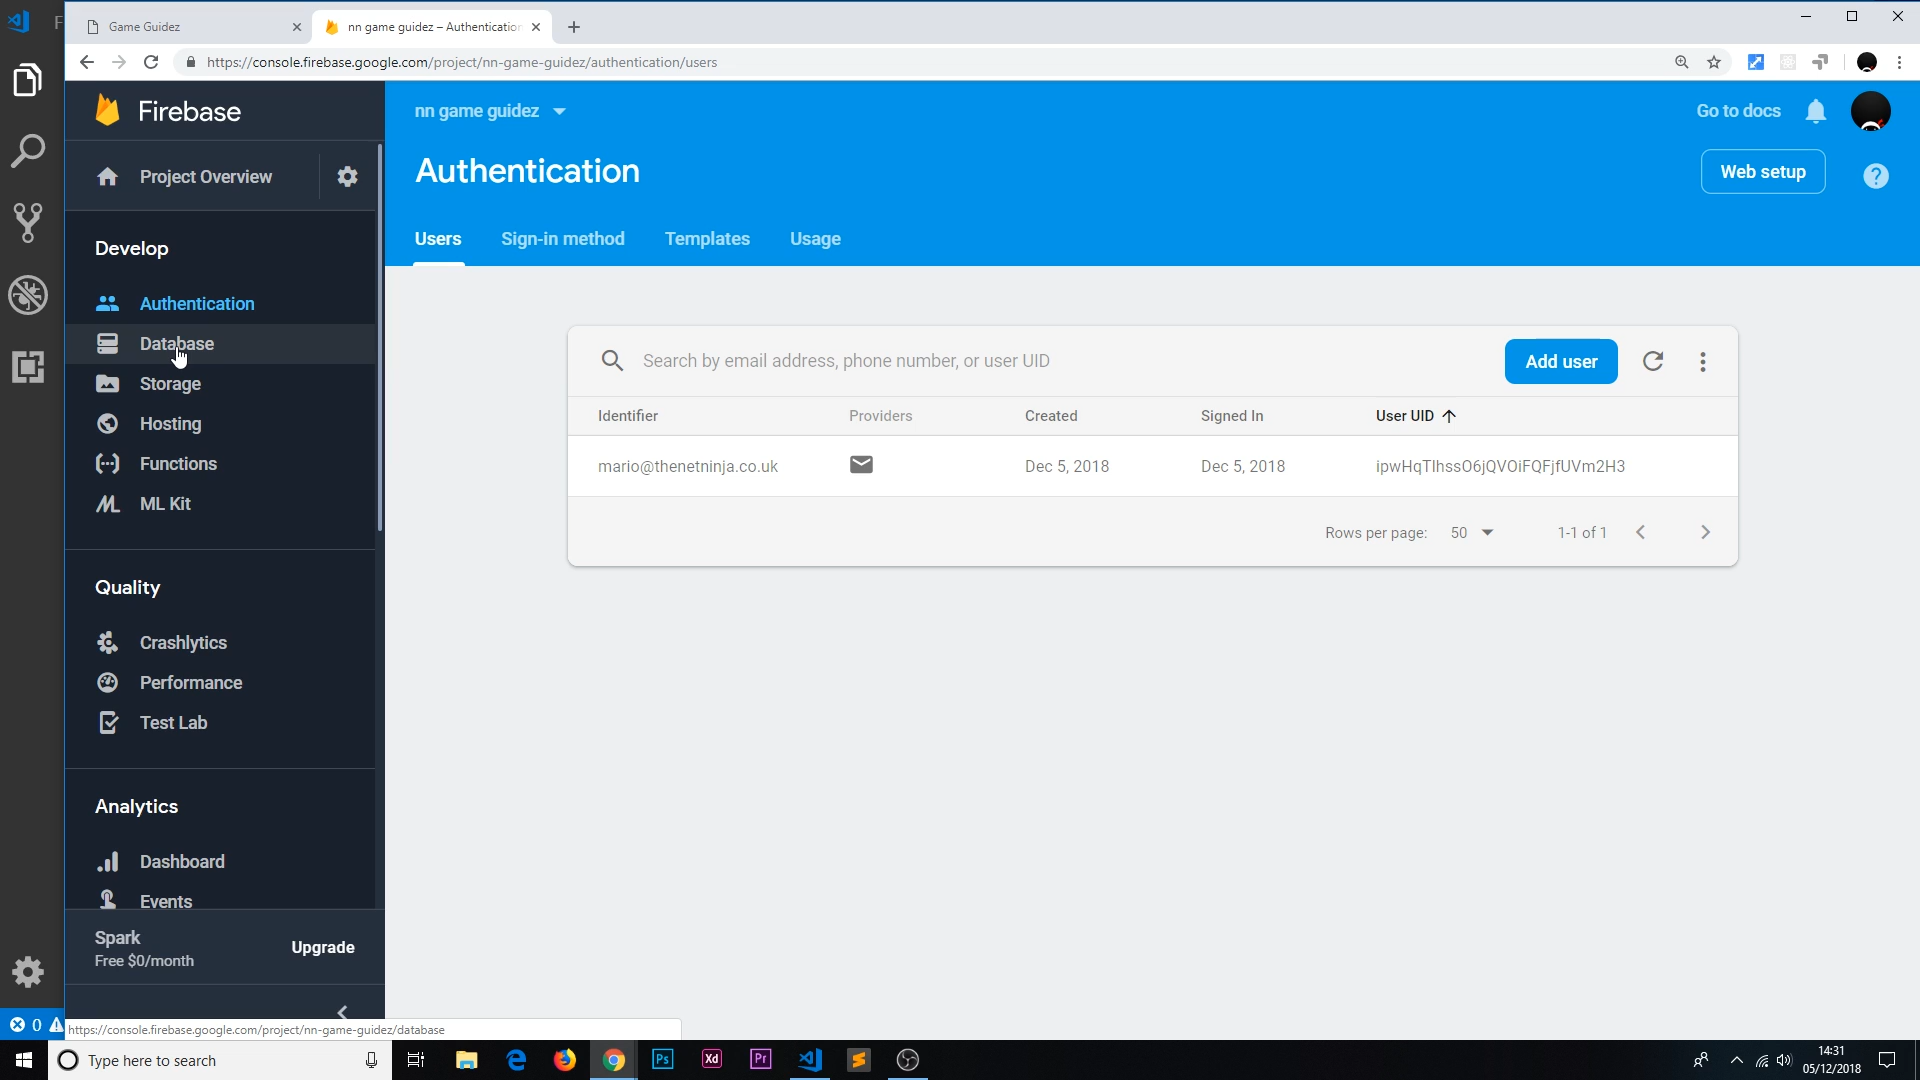 F
Game Guidez
nn game guidez – Authentication
https://console.firebase.google.com/project/nn-game-guidez/authentication/users
Firebase
nn game guidez
Go to docs
Project Overview
Authentication
Web setup
Users
Sign-in method
Templates
Usage
Develop
Authentication
Database
Storage
Hosting
Functions
ML Kit
Search by email address, phone number, or user UID
Add user
Identifier
Providers
Created
Signed In
User UID
mario@thenetninja.co.uk
Dec 5, 2018
Dec 5, 2018
Rows per page:
50
1-1 of 1
Quality
Crashlytics
Performance
Test Lab
Analytics
Dashboard
Events
Spark
Free $0/month
Upgrade
0
https://console.firebase.google.com/project/nn-game-guidez/database
Type here to search
Ps
Xd
Pr
14:31
05/12/2018